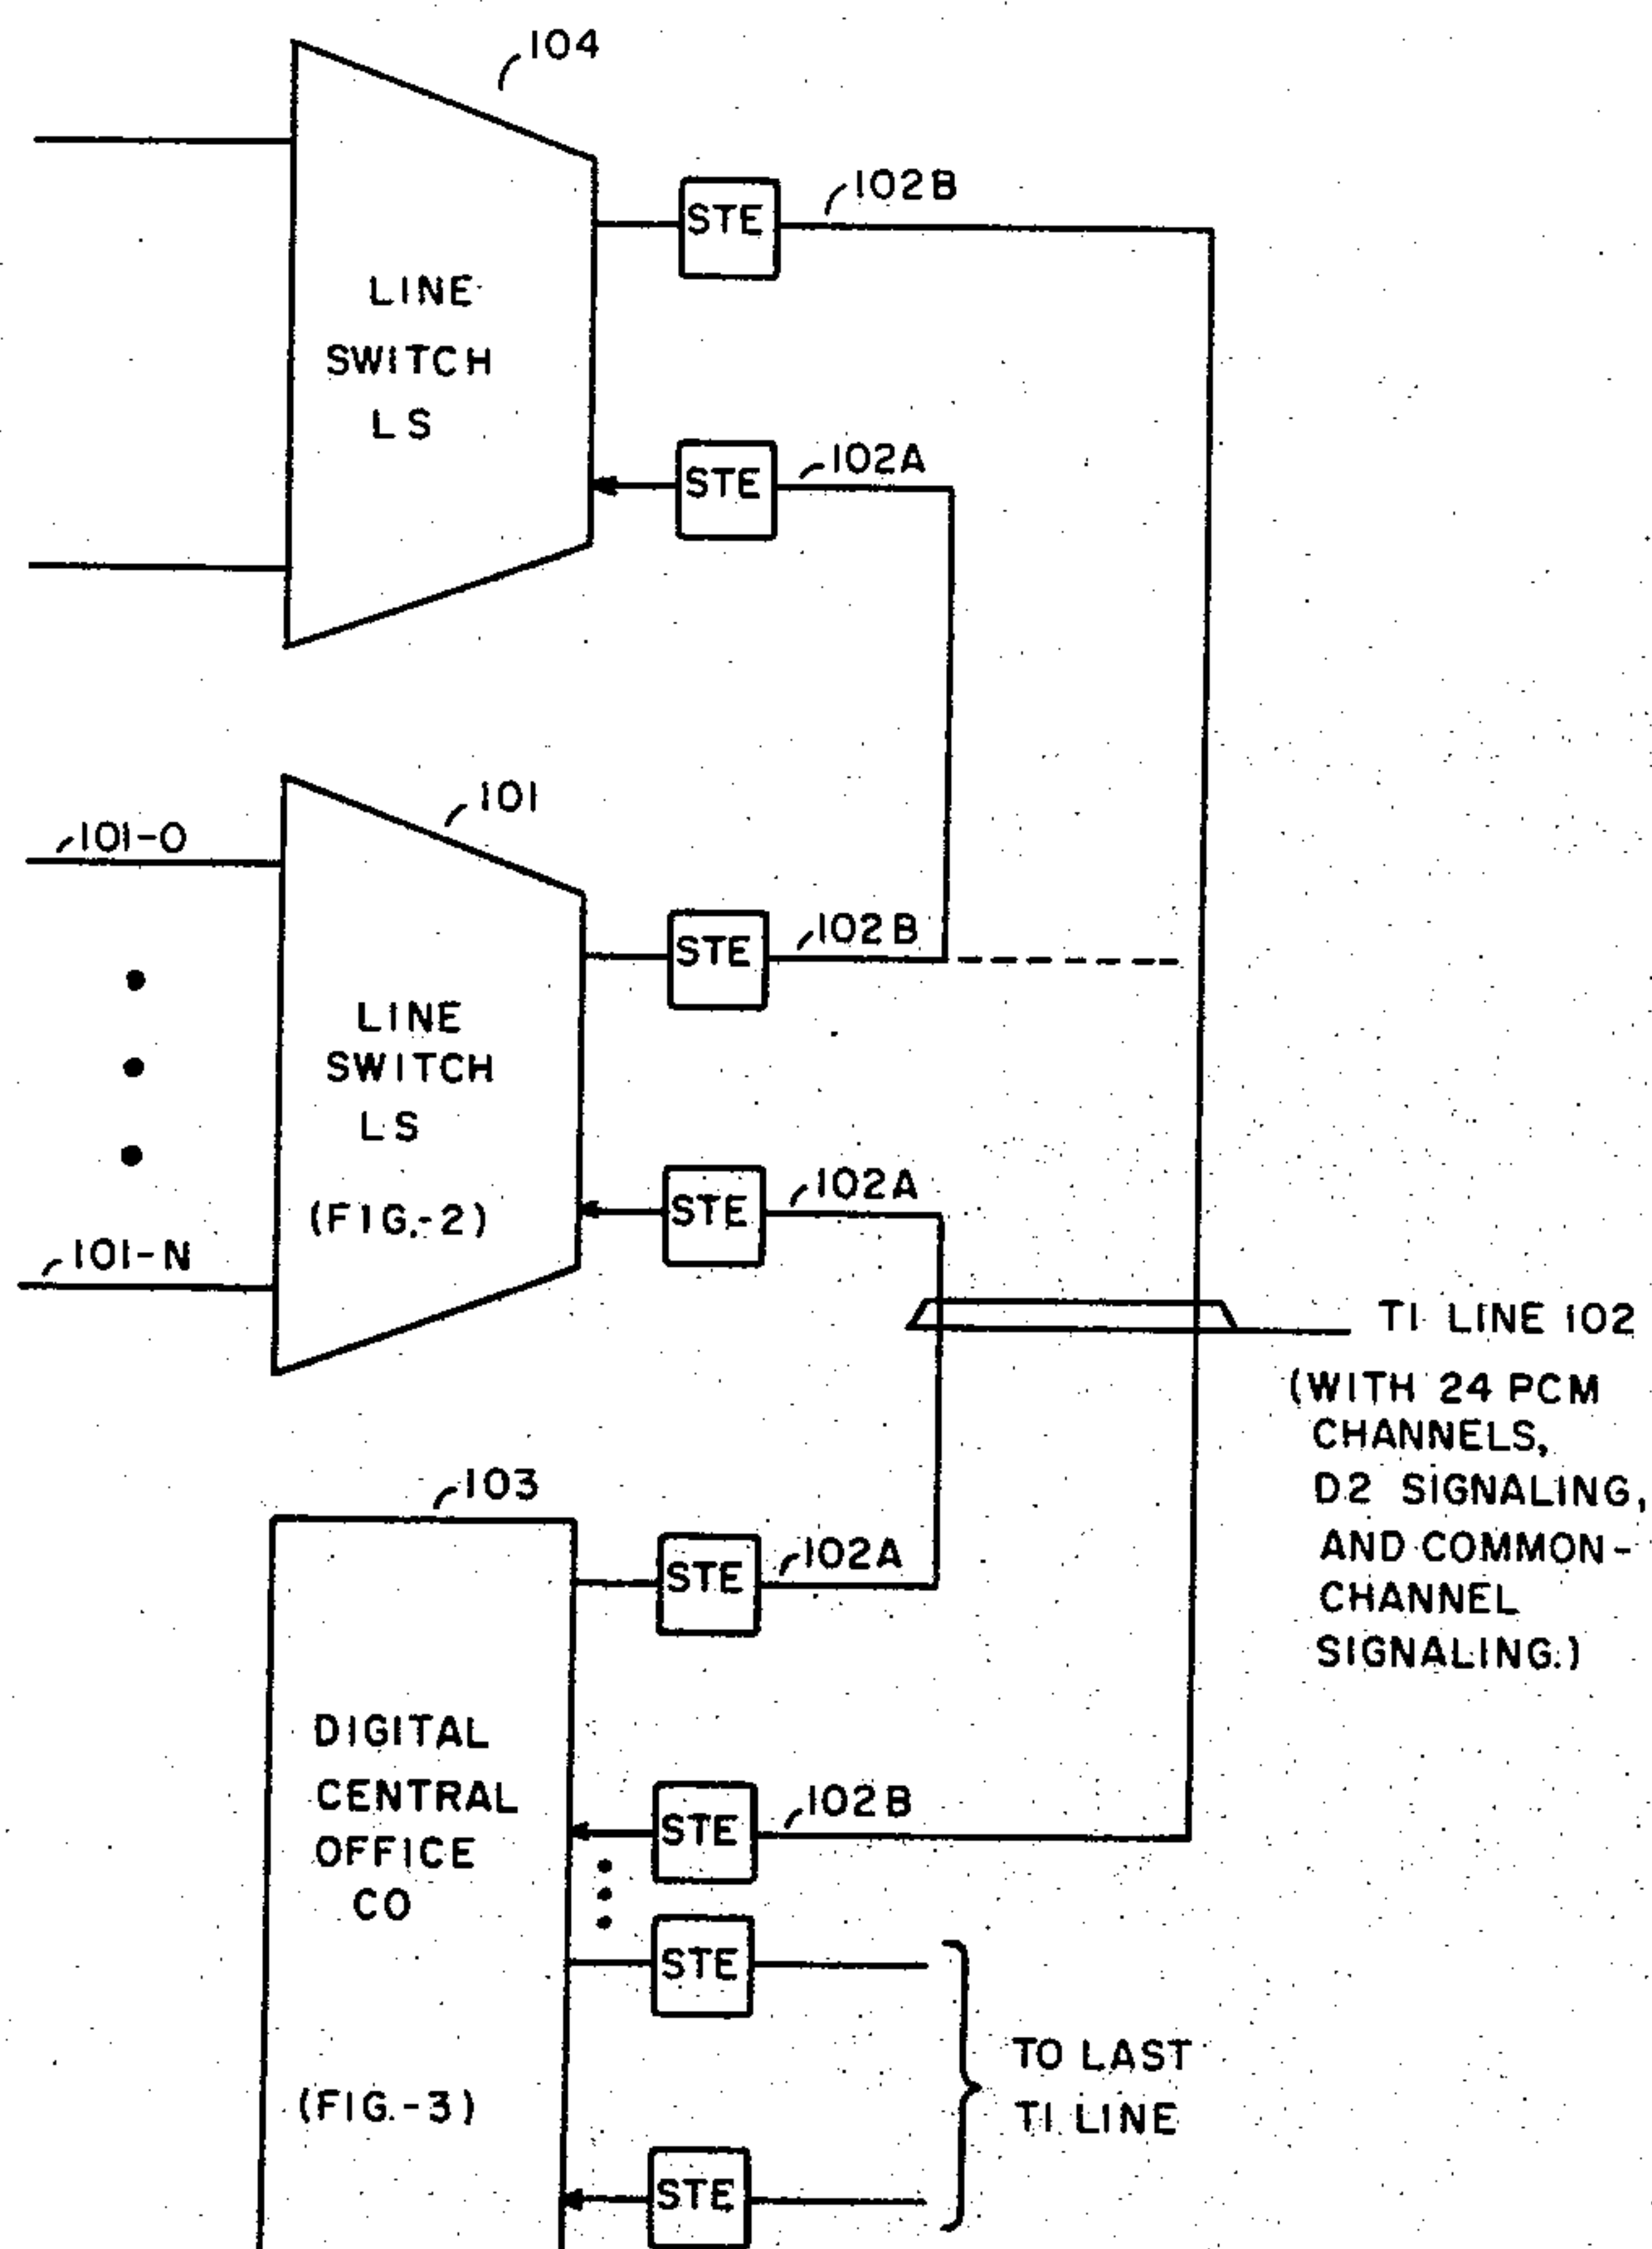 104
STE
102B
LINE
SWITCH
LS
STE
102A
101
101-0
STE
102B
LINE
SWITCH
LS
(FIG.-2)
STE
102A
101-N
T1 LINE 102
(WITH 24 PCM
CHANNELS,
D2 SIGNALING,
AND COMMON-
CHANNEL
SIGNALING.)
103
STE
102A
DIGITAL
CENTRAL
OFFICE
CO
STE
102B
STE
TO LAST
T1 LINE
(FIG.-3)
STE